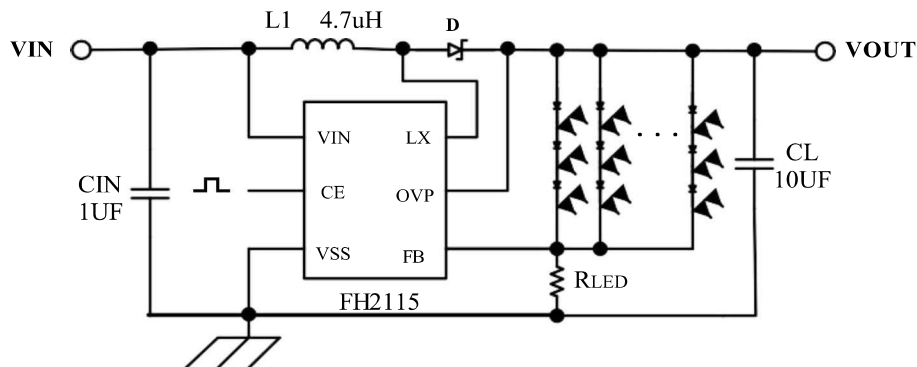 L1 4.7uH D
VIN
VOUT
VIN LX
CIN
1UF
CE OVP
CL
10UF
VSS FB
RLED
FH2115